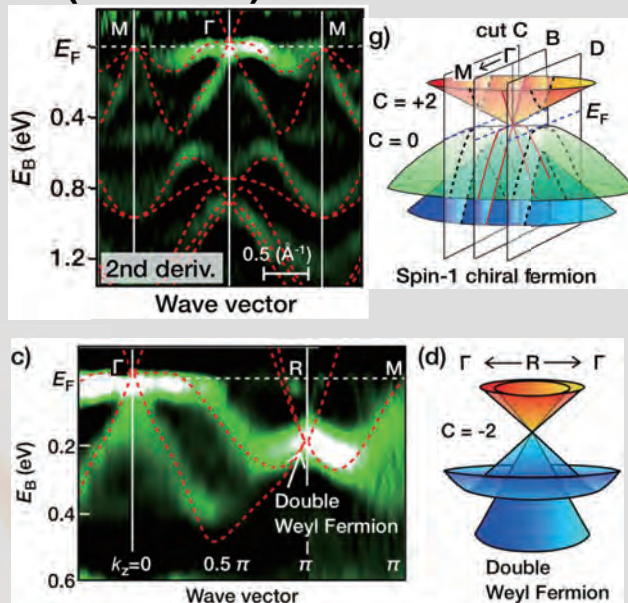 M Γ M
E_F
0.4
0.8
1.2
E_B (eV)
2nd deriv.
0.5 (Å⁻¹)
Wave vector
g)
cut C
B
D
M ← Γ
C = +2
E_F
C = 0
Spin-1 chiral fermion
c)
Γ R M
E_F
0.2
0.4
0.6
E_B (eV)
Double
Weyl Fermion
k_z=0 0.5 π π π
Wave vector
(d)
Γ ← R → Γ
C = -2
Double
Weyl Fermion